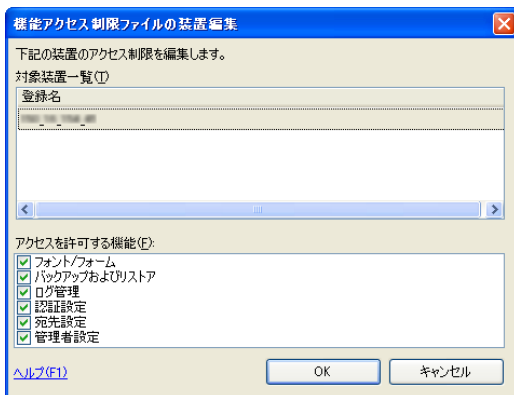 機能アクセス制限ファイルの装置編集
下記の装置のアクセス制限を編集します。
対象装置一覧(T)
登録名
アクセスを許可する機能(F):
フォント/フォーム
バックアップおよびリストア
ログ管理
認証設定
宛先設定
管理者設定
ヘルプ(F1)
OK
キャンセル